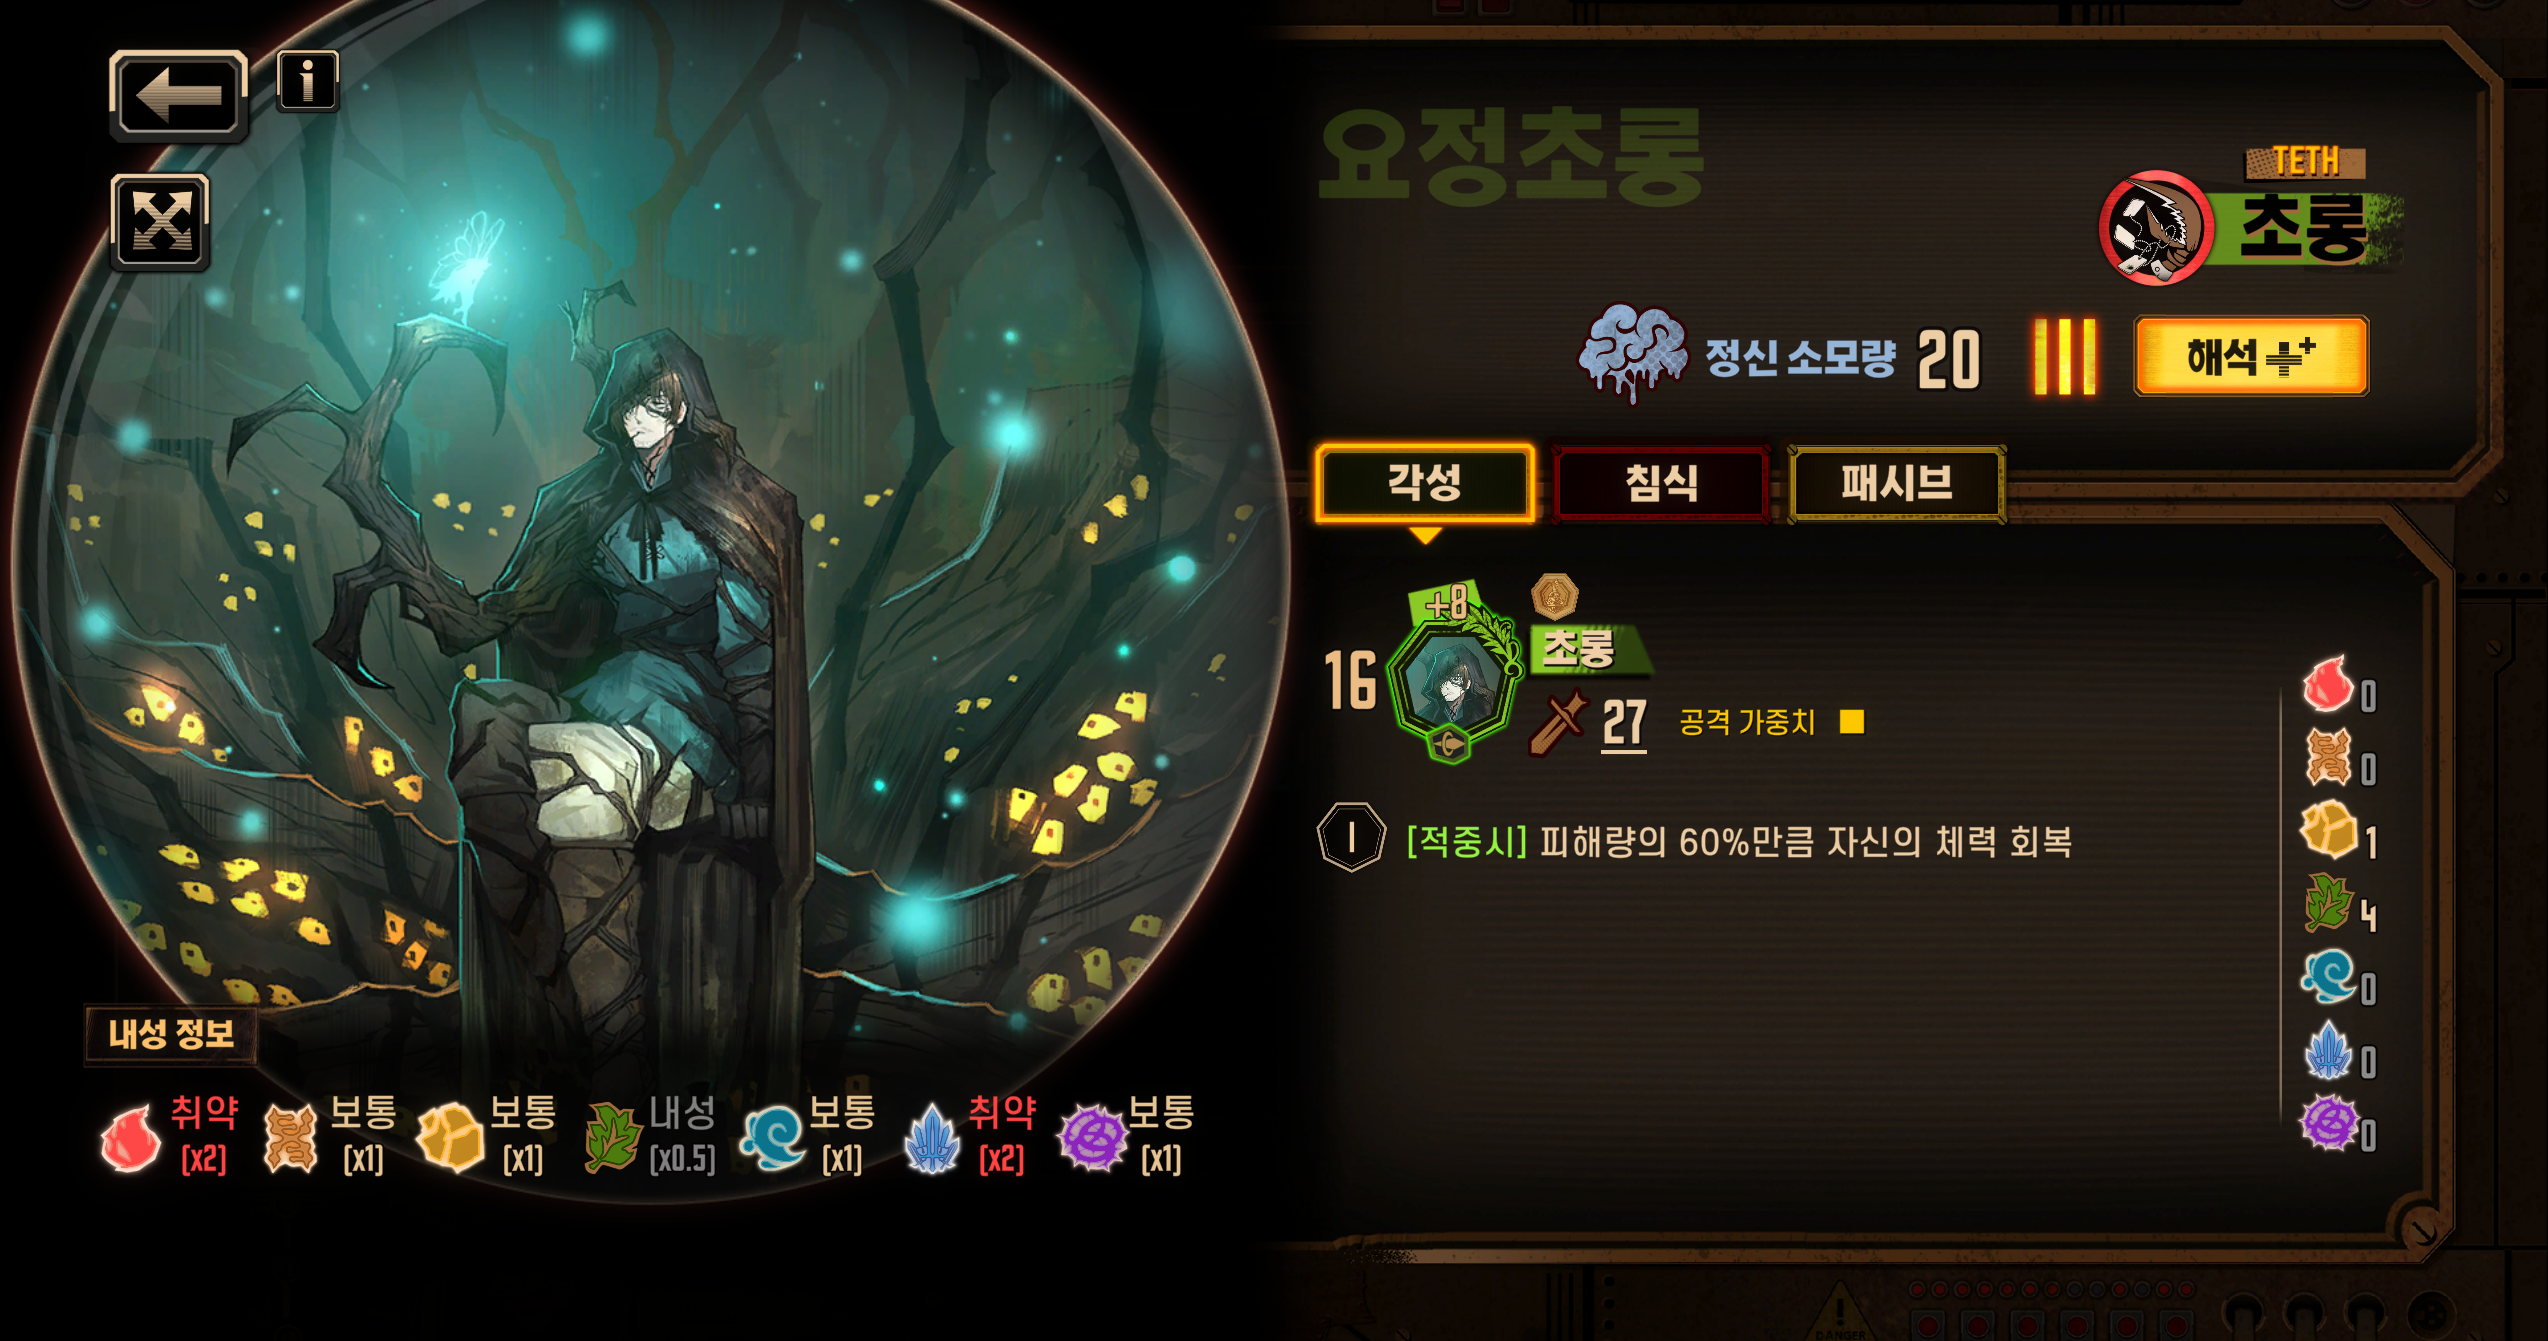 요정초롱
TETH
초롱
정신 소모량 20
해석
각성
침식
패시브
+8
16
초롱
27 공격 가중치
I [적중시] 피해량의 60%만큼 자신의 체력 회복
0
0
1
4
0
0
0
내성 정보
취약 보통 보통 내성 보통 취약 보통
[x2] [x1] [x1] [x0.5] [x1] [x2] [x1]
DANGER